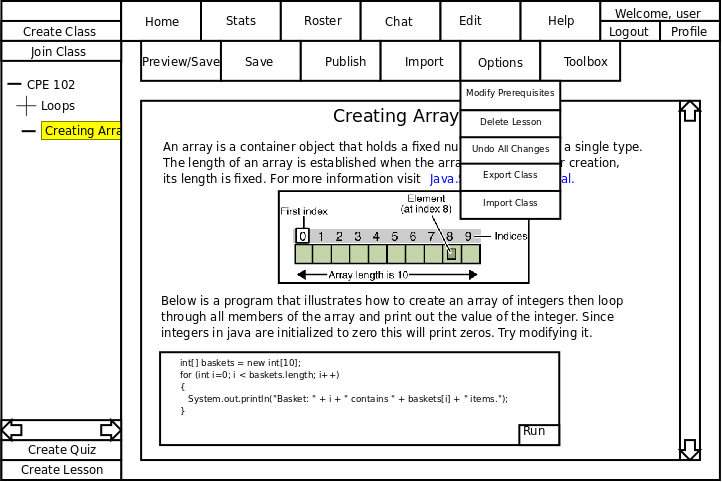 Home
Stats
Roster
Chat
Edit
Help
Welcome, user
Logout
Profile
Create Class
Join Class
Preview/Save
Save
Publish
Import
Options
Toolbox
CPE 102
Loops
Creating Arra
Modify Prerequisites
Delete Lesson
Undo All Changes
Export Class
Import Class
Creating Array
An array is a container object that holds a fixed a single type.
The length of an array is established when the creation,
its length is fixed. For more information visit
First index
Element
(at index 8)
0 1 2 3 4 5 6 7 8 9
Indices
Array length is 10
Below is a program that illustrates how to create an array of integers then loop
through all members of the array and print out the value of the integer. Since
integers in java are initialized to zero this will print zeros. Try modifying it.
int[] baskets = new int[10];
for (int i=0; i < baskets.length; i++)
{
System.out.println("Basket: " + i + " contains " + baskets[i] + " items.");
}
Run
Create Quiz
Create Lesson